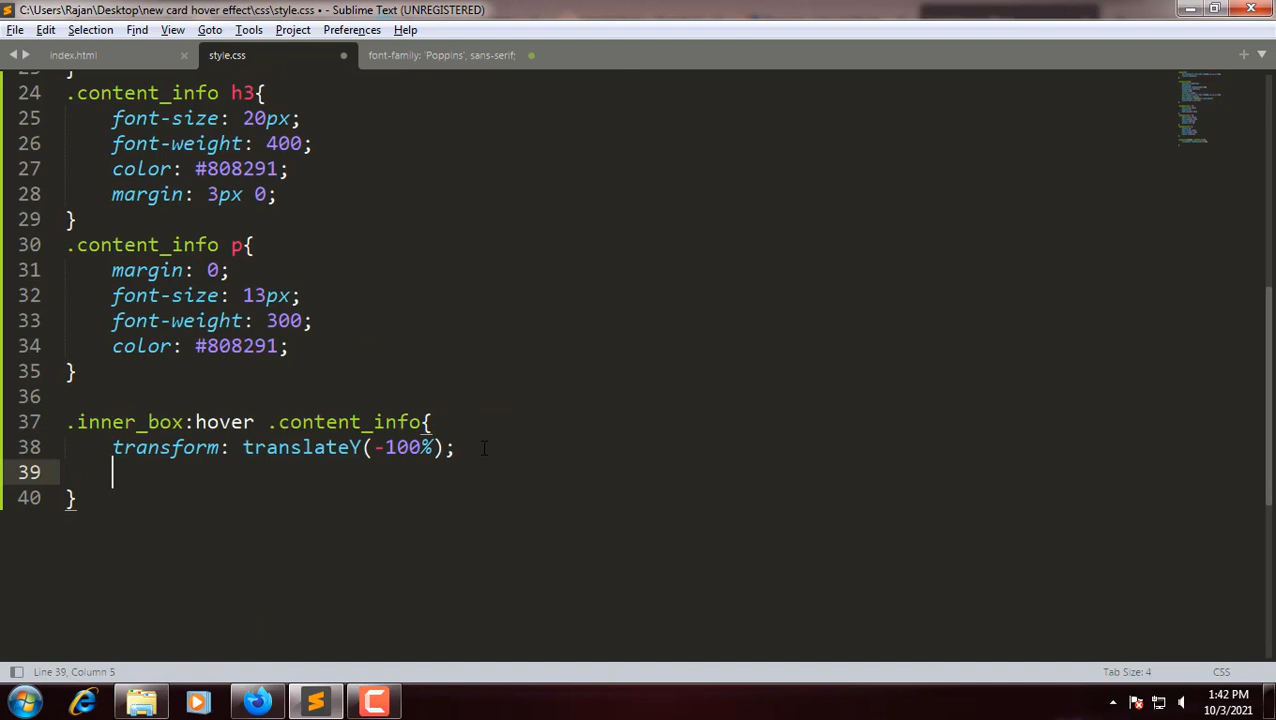 C:\Users\Rajan\Desktop\new card hover effect\css\style.css • - Sublime Text (UNREGISTERED)
File Edit Selection Find View Goto Tools Project Preferences Help
index.html style.css font-family: 'Poppins', sans-serif;
24 .content_info h3{
25 font-size: 20px;
26 font-weight: 400;
27 color: #808291;
28 margin: 3px 0;
29 }
30 .content_info p{
31 margin: 0;
32 font-size: 13px;
33 font-weight: 300;
34 color: #808291;
35 }
36
37 .inner_box:hover .content_info{
38 transform: translateY(-100%);
39
40 }
Line 39, Column 5 Tab Size: 4 CSS
1:42 PM
10/3/2021